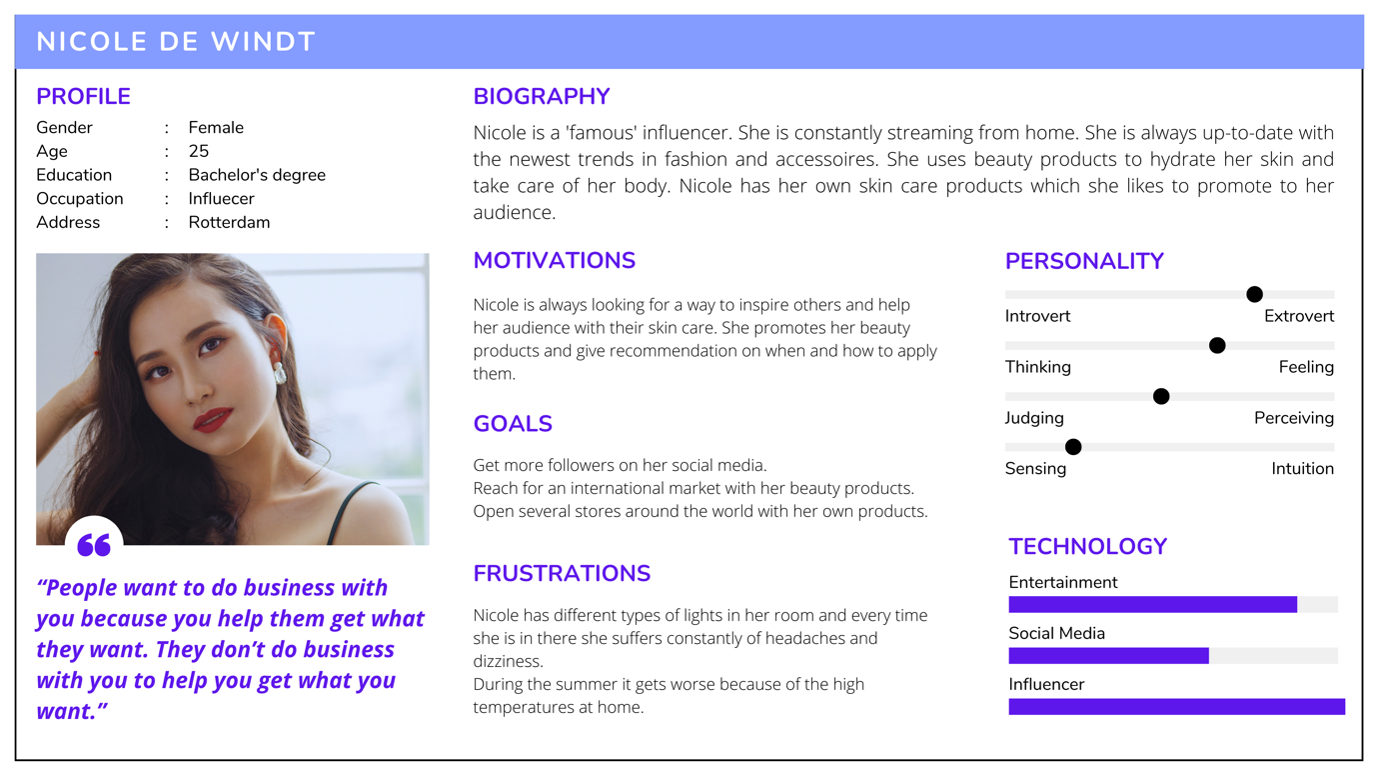 NICOLE DE WINDT
PROFILE
Gender : Female
Age : 25
Education : Bachelor's degree
Occupation : Influecer
Address : Rotterdam
“People want to do business with
you because you help them get what
they want. They don’t do business
with you to help you get what you
want.”
BIOGRAPHY
Nicole is a 'famous' influencer. She is constantly streaming from home. She is always up-to-date with
the newest trends in fashion and accessoires. She uses beauty products to hydrate her skin and
take care of her body. Nicole has her own skin care products which she likes to promote to her
audience.
MOTIVATIONS
Nicole is always looking for a way to inspire others and help
her audience with their skin care. She promotes her beauty
products and give recommendation on when and how to apply
them.
GOALS
Get more followers on her social media.
Reach for an international market with her beauty products.
Open several stores around the world with her own products.
FRUSTRATIONS
Nicole has different types of lights in her room and every time
she is in there she suffers constantly of headaches and
dizziness.
During the summer it gets worse because of the high
temperatures at home.
PERSONALITY
Introvert Extrovert
Thinking Feeling
Judging Perceiving
Sensing Intuition
TECHNOLOGY
Entertainment
Social Media
Influencer